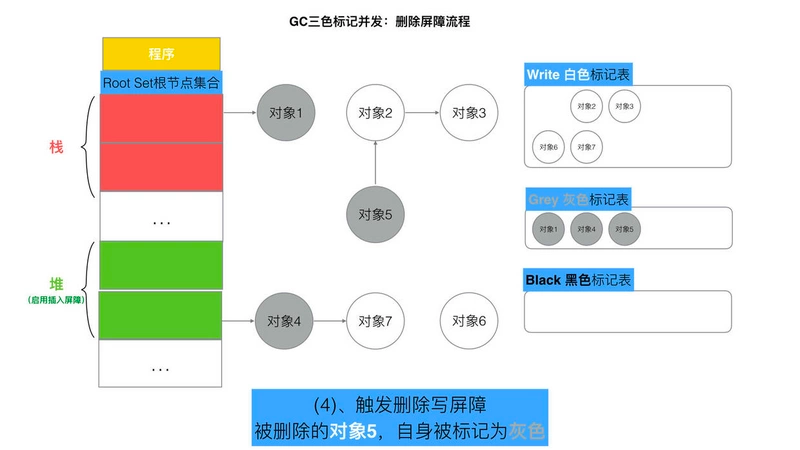 GC三色标记并发：删除屏障流程
程序
Root Set根节点集合
栈
...
堆
(启用插入屏障)
...
对象1
对象2
对象3
对象5
对象4
对象7
对象6
Write 白色标记表
对象2
对象3
对象6
对象7
Grey 灰色标记表
对象1
对象4
对象5
Black 黑色标记表
(4)、触发删除写屏障
被删除的对象5，自身被标记为灰色